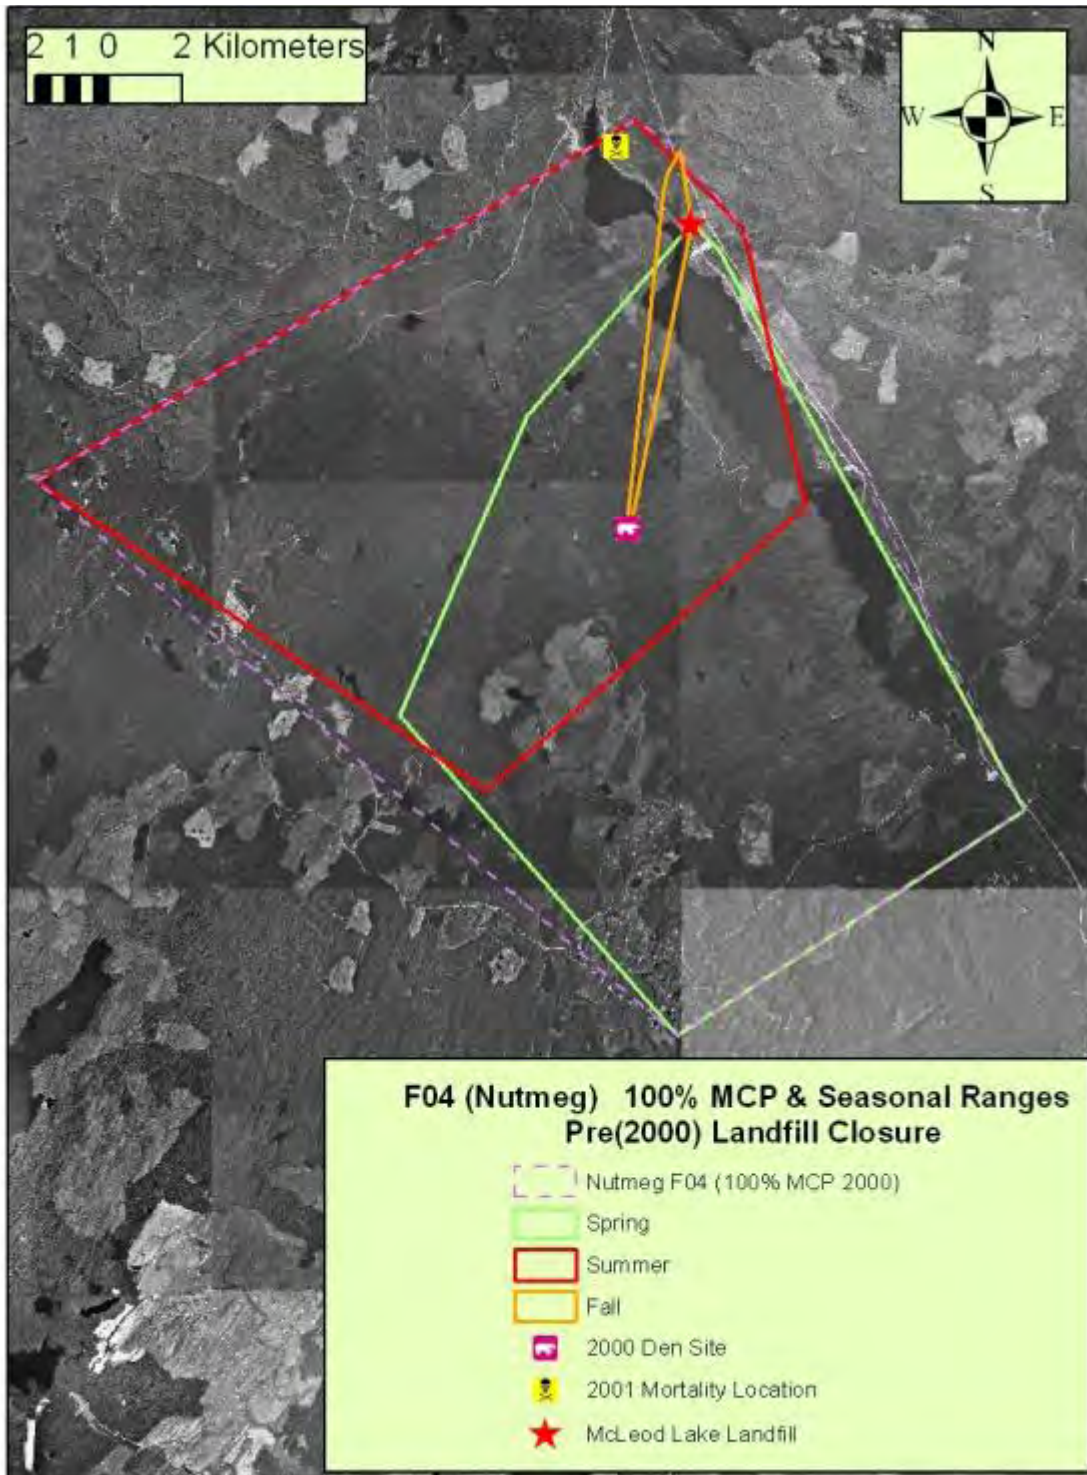 2 1 0 2 Kilometers
N
W E
S
F04 (Nutmeg) 100% MCP & Seasonal Ranges
Pre(2000) Landfill Closure
Nutmeg F04 (100% MCP 2000)
Spring
Summer
Fall
2000 Den Site
2001 Mortality Location
McLeod Lake Landfill